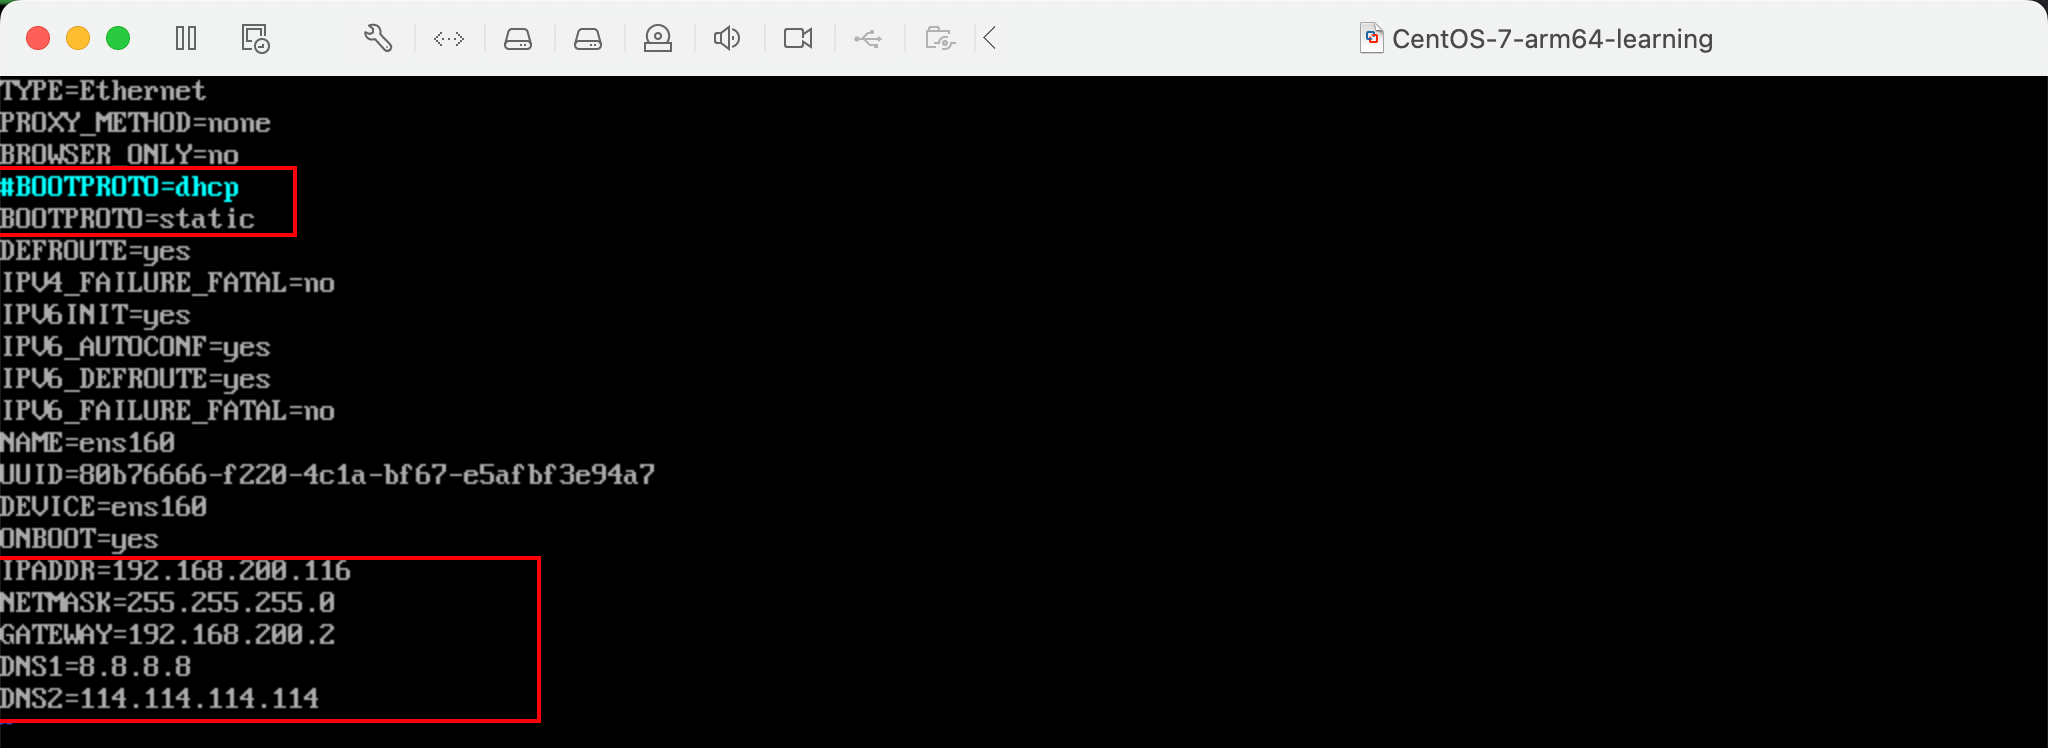 CentOS-7-arm64-learning
TYPE=Ethernet
PROXY_METHOD=none
BROWSER_ONLY=no
#BOOTPROTO=dhcp
BOOTPROTO=static
DEFROUTE=yes
IPV4_FAILURE_FATAL=no
IPV6INIT=yes
IPV6_AUTOCONF=yes
IPV6_DEFROUTE=yes
IPV6_FAILURE_FATAL=no
NAME=ens160
UUID=80b76666-f220-4c1a-bf67-e5afbf3e94a7
DEVICE=ens160
ONBOOT=yes
IPADDR=192.168.200.116
NETMASK=255.255.255.0
GATEWAY=192.168.200.2
DNS1=8.8.8.8
DNS2=114.114.114.114